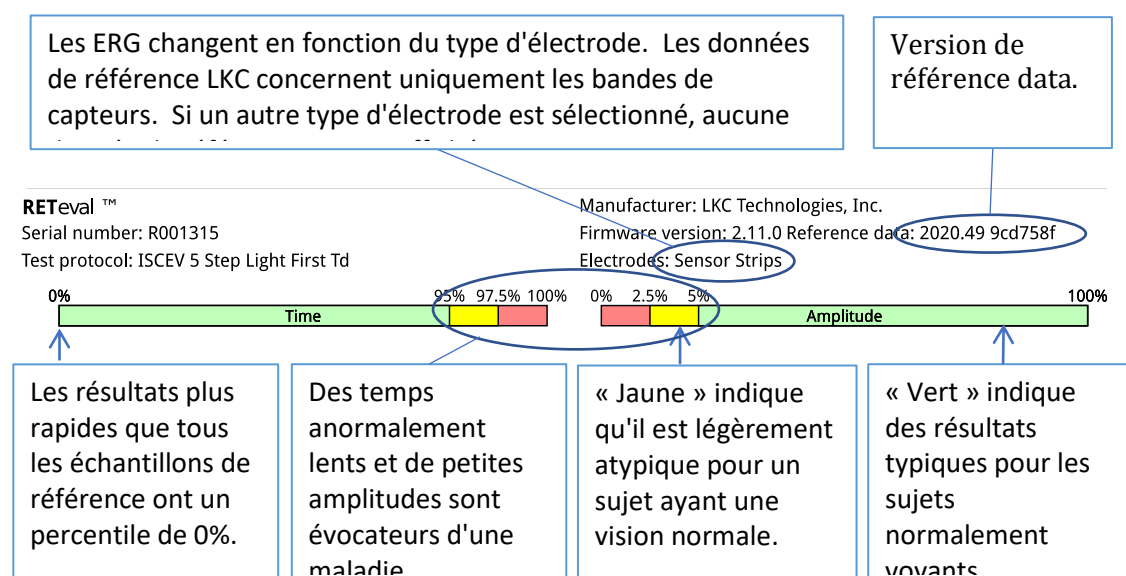 Les ERG changent en fonction du type d'électrode. Les données
de référence LKC concernent uniquement les bandes de
capteurs. Si un autre type d'électrode est sélectionné, aucune
Version de
référence data.
RETeval ™
Serial number: R001315
Test protocol: ISCEV 5 Step Light First Td
Manufacturer: LKC Technologies, Inc.
Firmware version: 2.11.0 Reference data: 2020.49 9cd758f
Electrodes: Sensor Strips
0% 95% 97.5% 100%
Time
0% 2.5% 5% 100%
Amplitude
Les résultats plus
rapides que tous
les échantillons de
référence ont un
percentile de 0%.
Des temps
anormalement
lents et de petites
amplitudes sont
évocateurs d'une
maladie
« Jaune » indique
qu'il est légèrement
atypique pour un
sujet ayant une
vision normale.
« Vert » indique
des résultats
typiques pour les
sujets
normalement
voyants